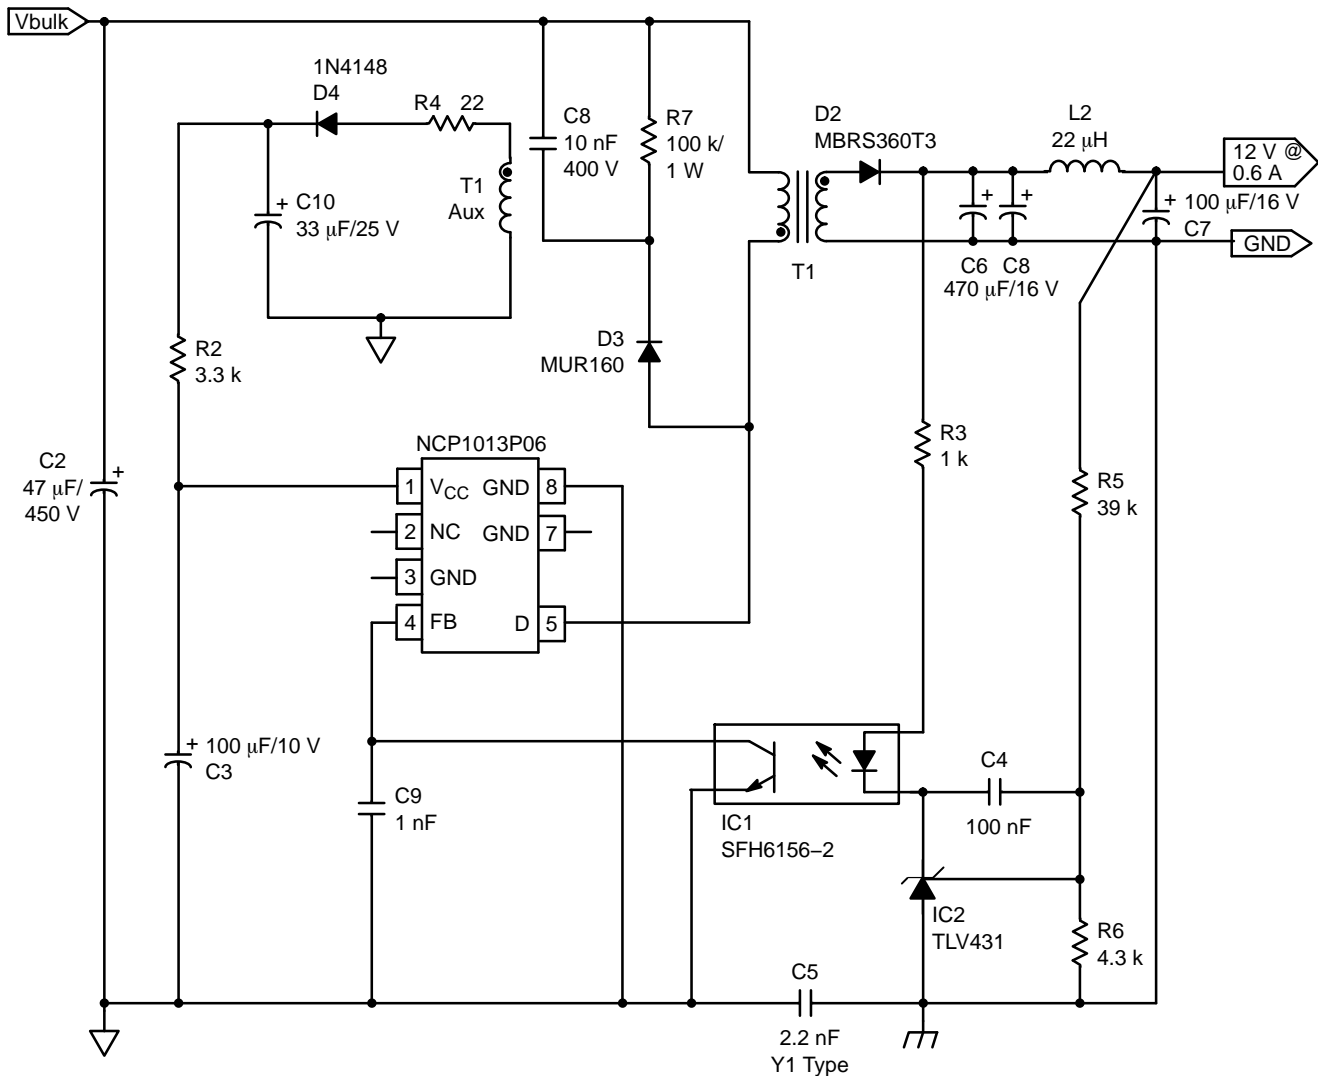 Vbulk
1N4148
D4
R4 22
C8
10 nF
400 V
R7
100 k/
1 W
D2
MBRS360T3
L2
22 μH
12 V @
0.6 A
T1
Aux
+ C10
33 μF/25 V
+
+
+ 100 μF/16 V
C7
GND
T1
C6 C8
470 μF/16 V
R2
3.3 k
D3
MUR160
R3
1 k
NCP1013P06
C2
47 μF/
450 V
+
R5
39 k
1 VCC GND 8
2 NC GND 7
3 GND
4 FB D 5
+ 100 μF/10 V
C3
C9
1 nF
IC1
SFH6156–2
C4
100 nF
IC2
TLV431
R6
4.3 k
C5
2.2 nF
Y1 Type